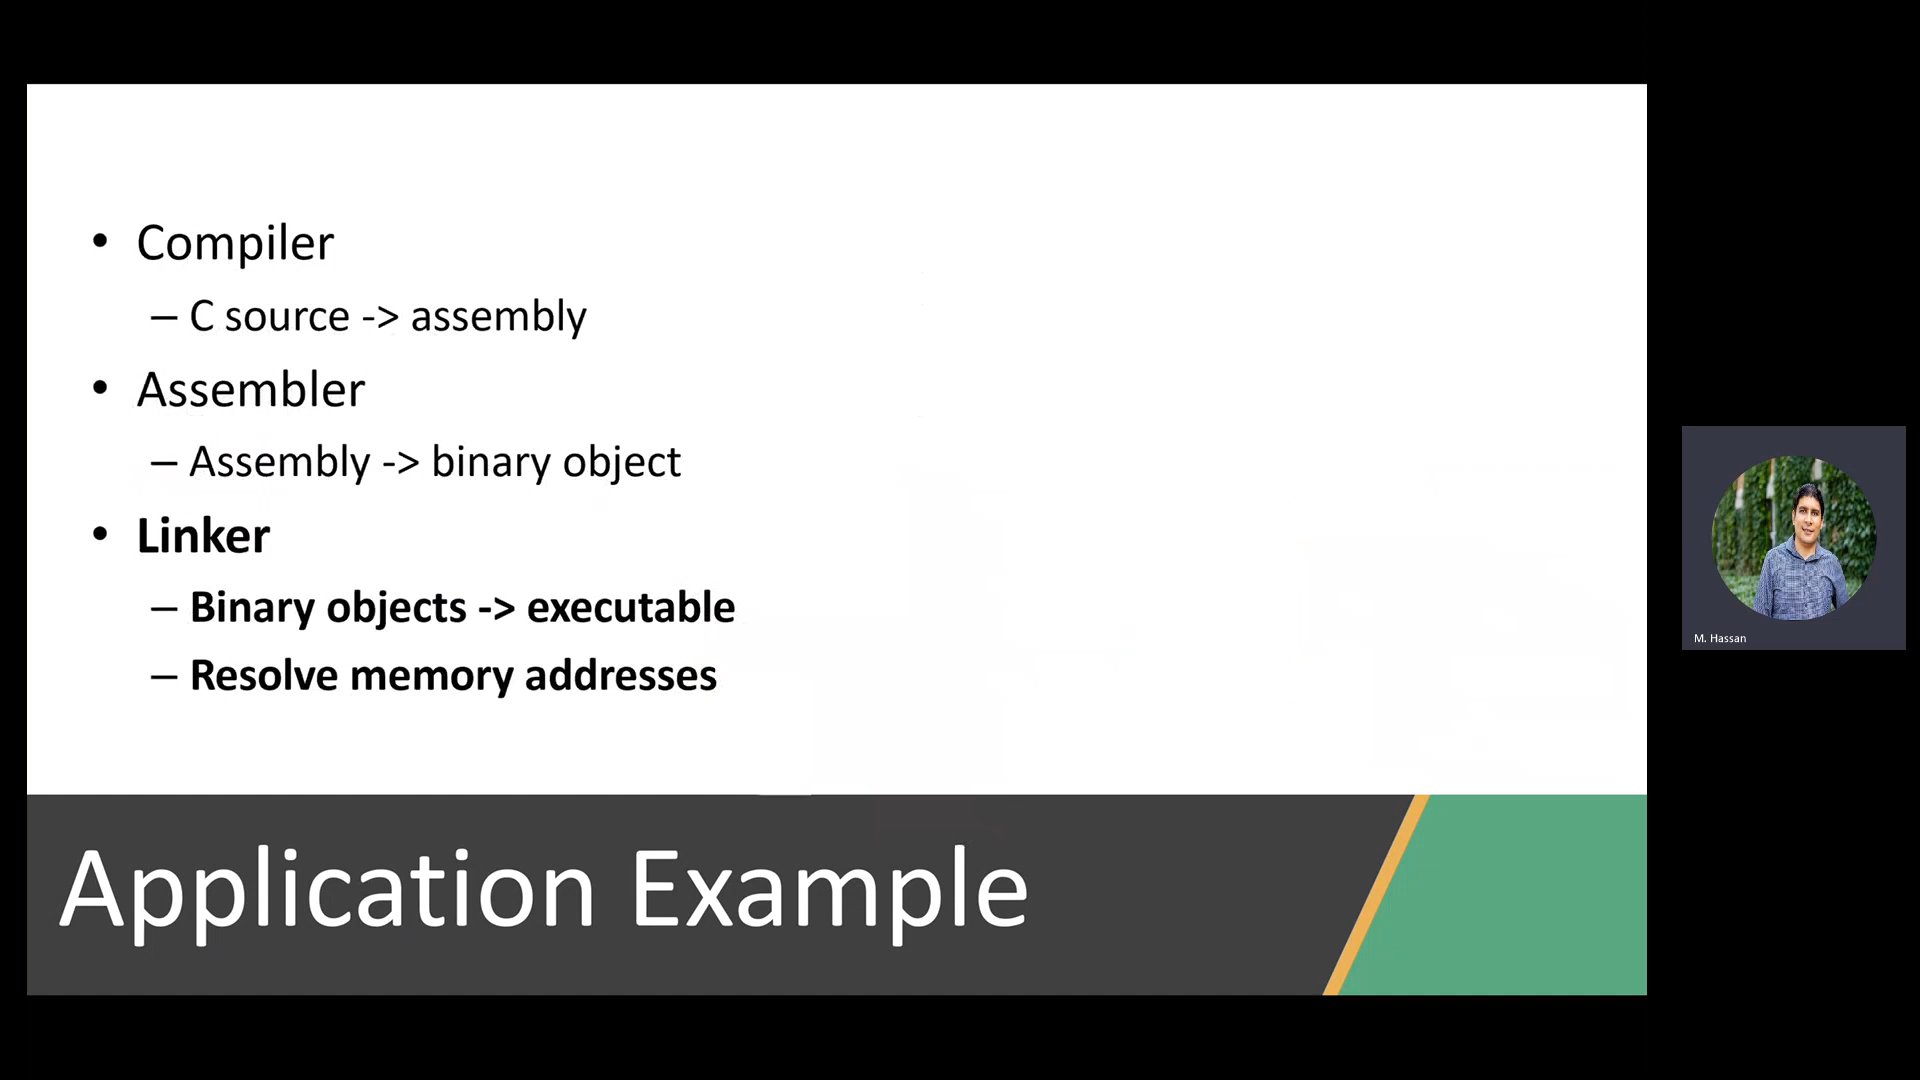 • Compiler
– C source -> assembly
• Assembler
– Assembly -> binary object
• Linker
– Binary objects -> executable
– Resolve memory addresses
Application Example
M. Hassan